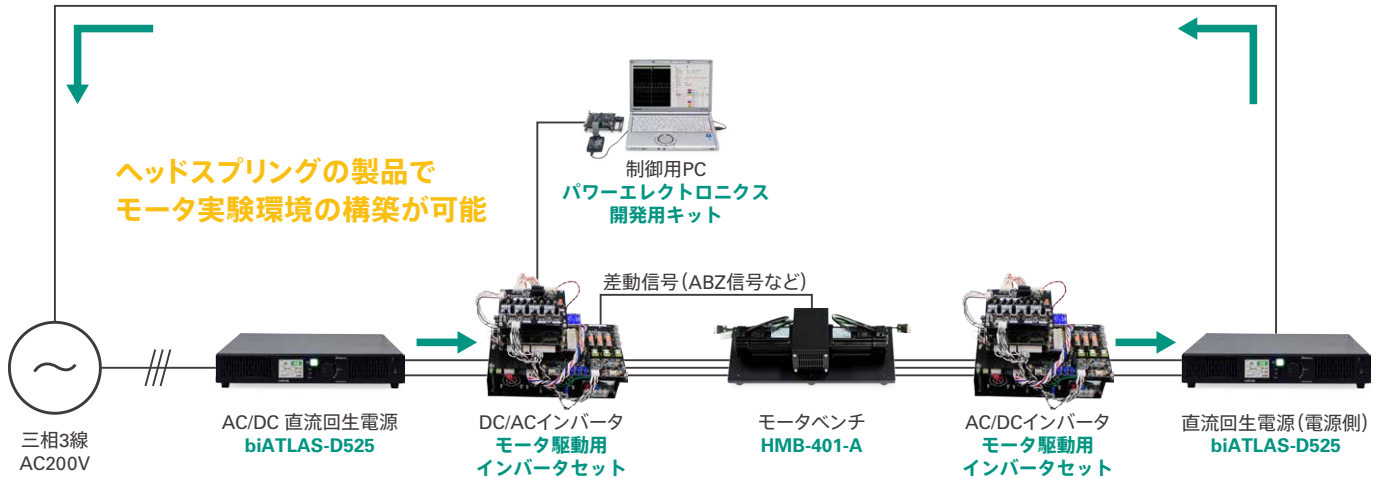 ヘッドスプリングの製品で
モータ実験環境の構築が可能
制御用PC
パワーエレクトロニクス
開発用キット
差動信号(ABZ信号など)
三相3線
AC200V
AC/DC 直流回生電源
biATLAS-D525
DC/ACインバータ
モータ駆動用
インバータセット
モータベンチ
HMB-401-A
AC/DCインバータ
モータ駆動用
インバータセット
直流回生電源(電源側)
biATLAS-D525